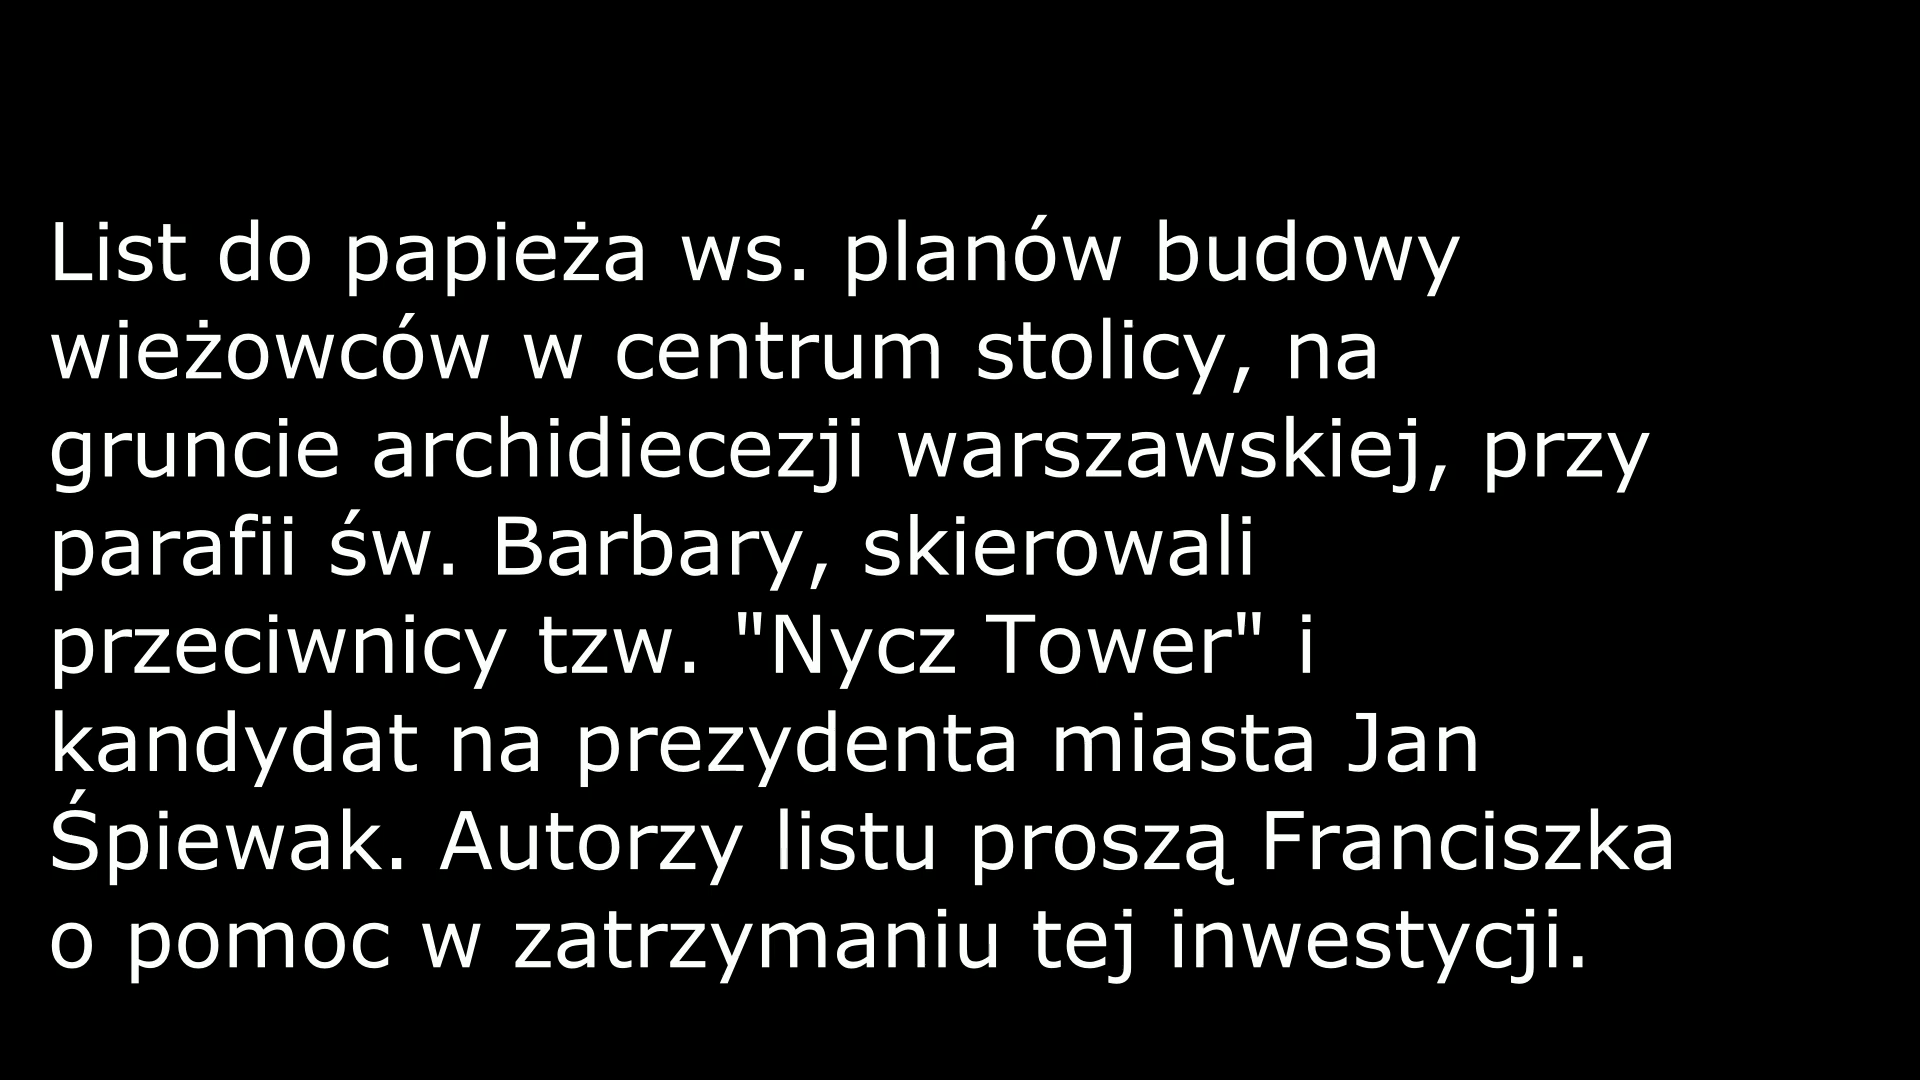 List do papieża ws. planów budowy
wieżowców w centrum stolicy, na
gruncie archidiecezji warszawskiej, przy
parafii św. Barbary, skierowali
przeciwnicy tzw. "Nycz Tower" i
kandydat na prezydenta miasta Jan
Śpiewak. Autorzy listu proszą Franciszka
o pomoc w zatrzymaniu tej inwestycji.